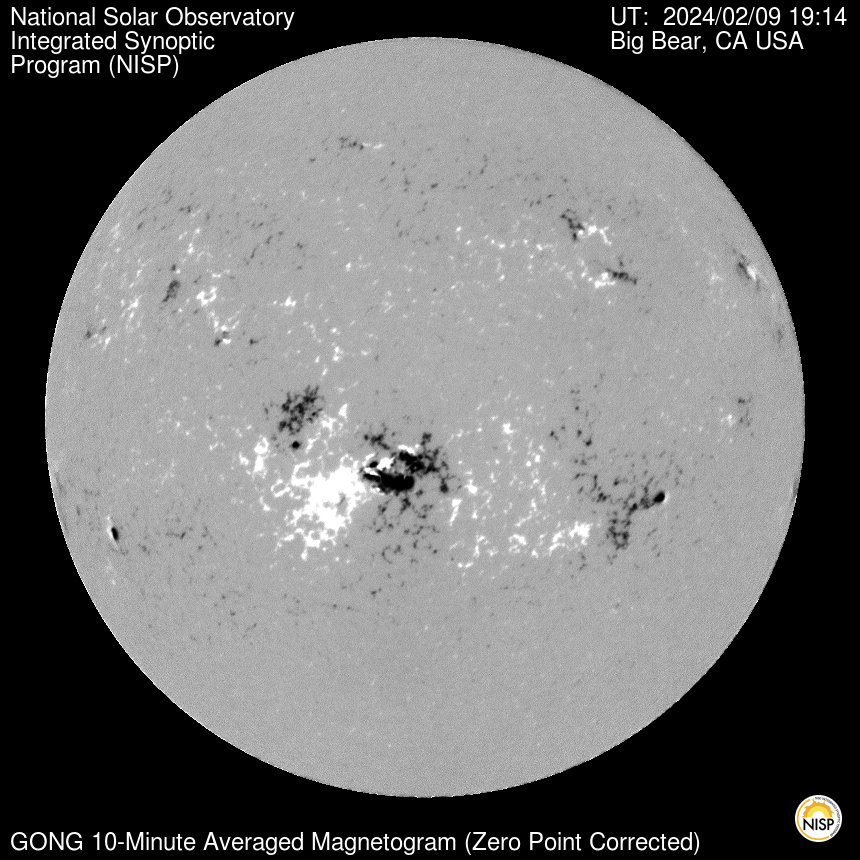 National Solar Observatory
Integrated Synoptic
Program (NISP)
UT: 2024/02/09 19:14
Big Bear, CA USA
GONG 10-Minute Averaged Magnetogram (Zero Point Corrected)
NISP